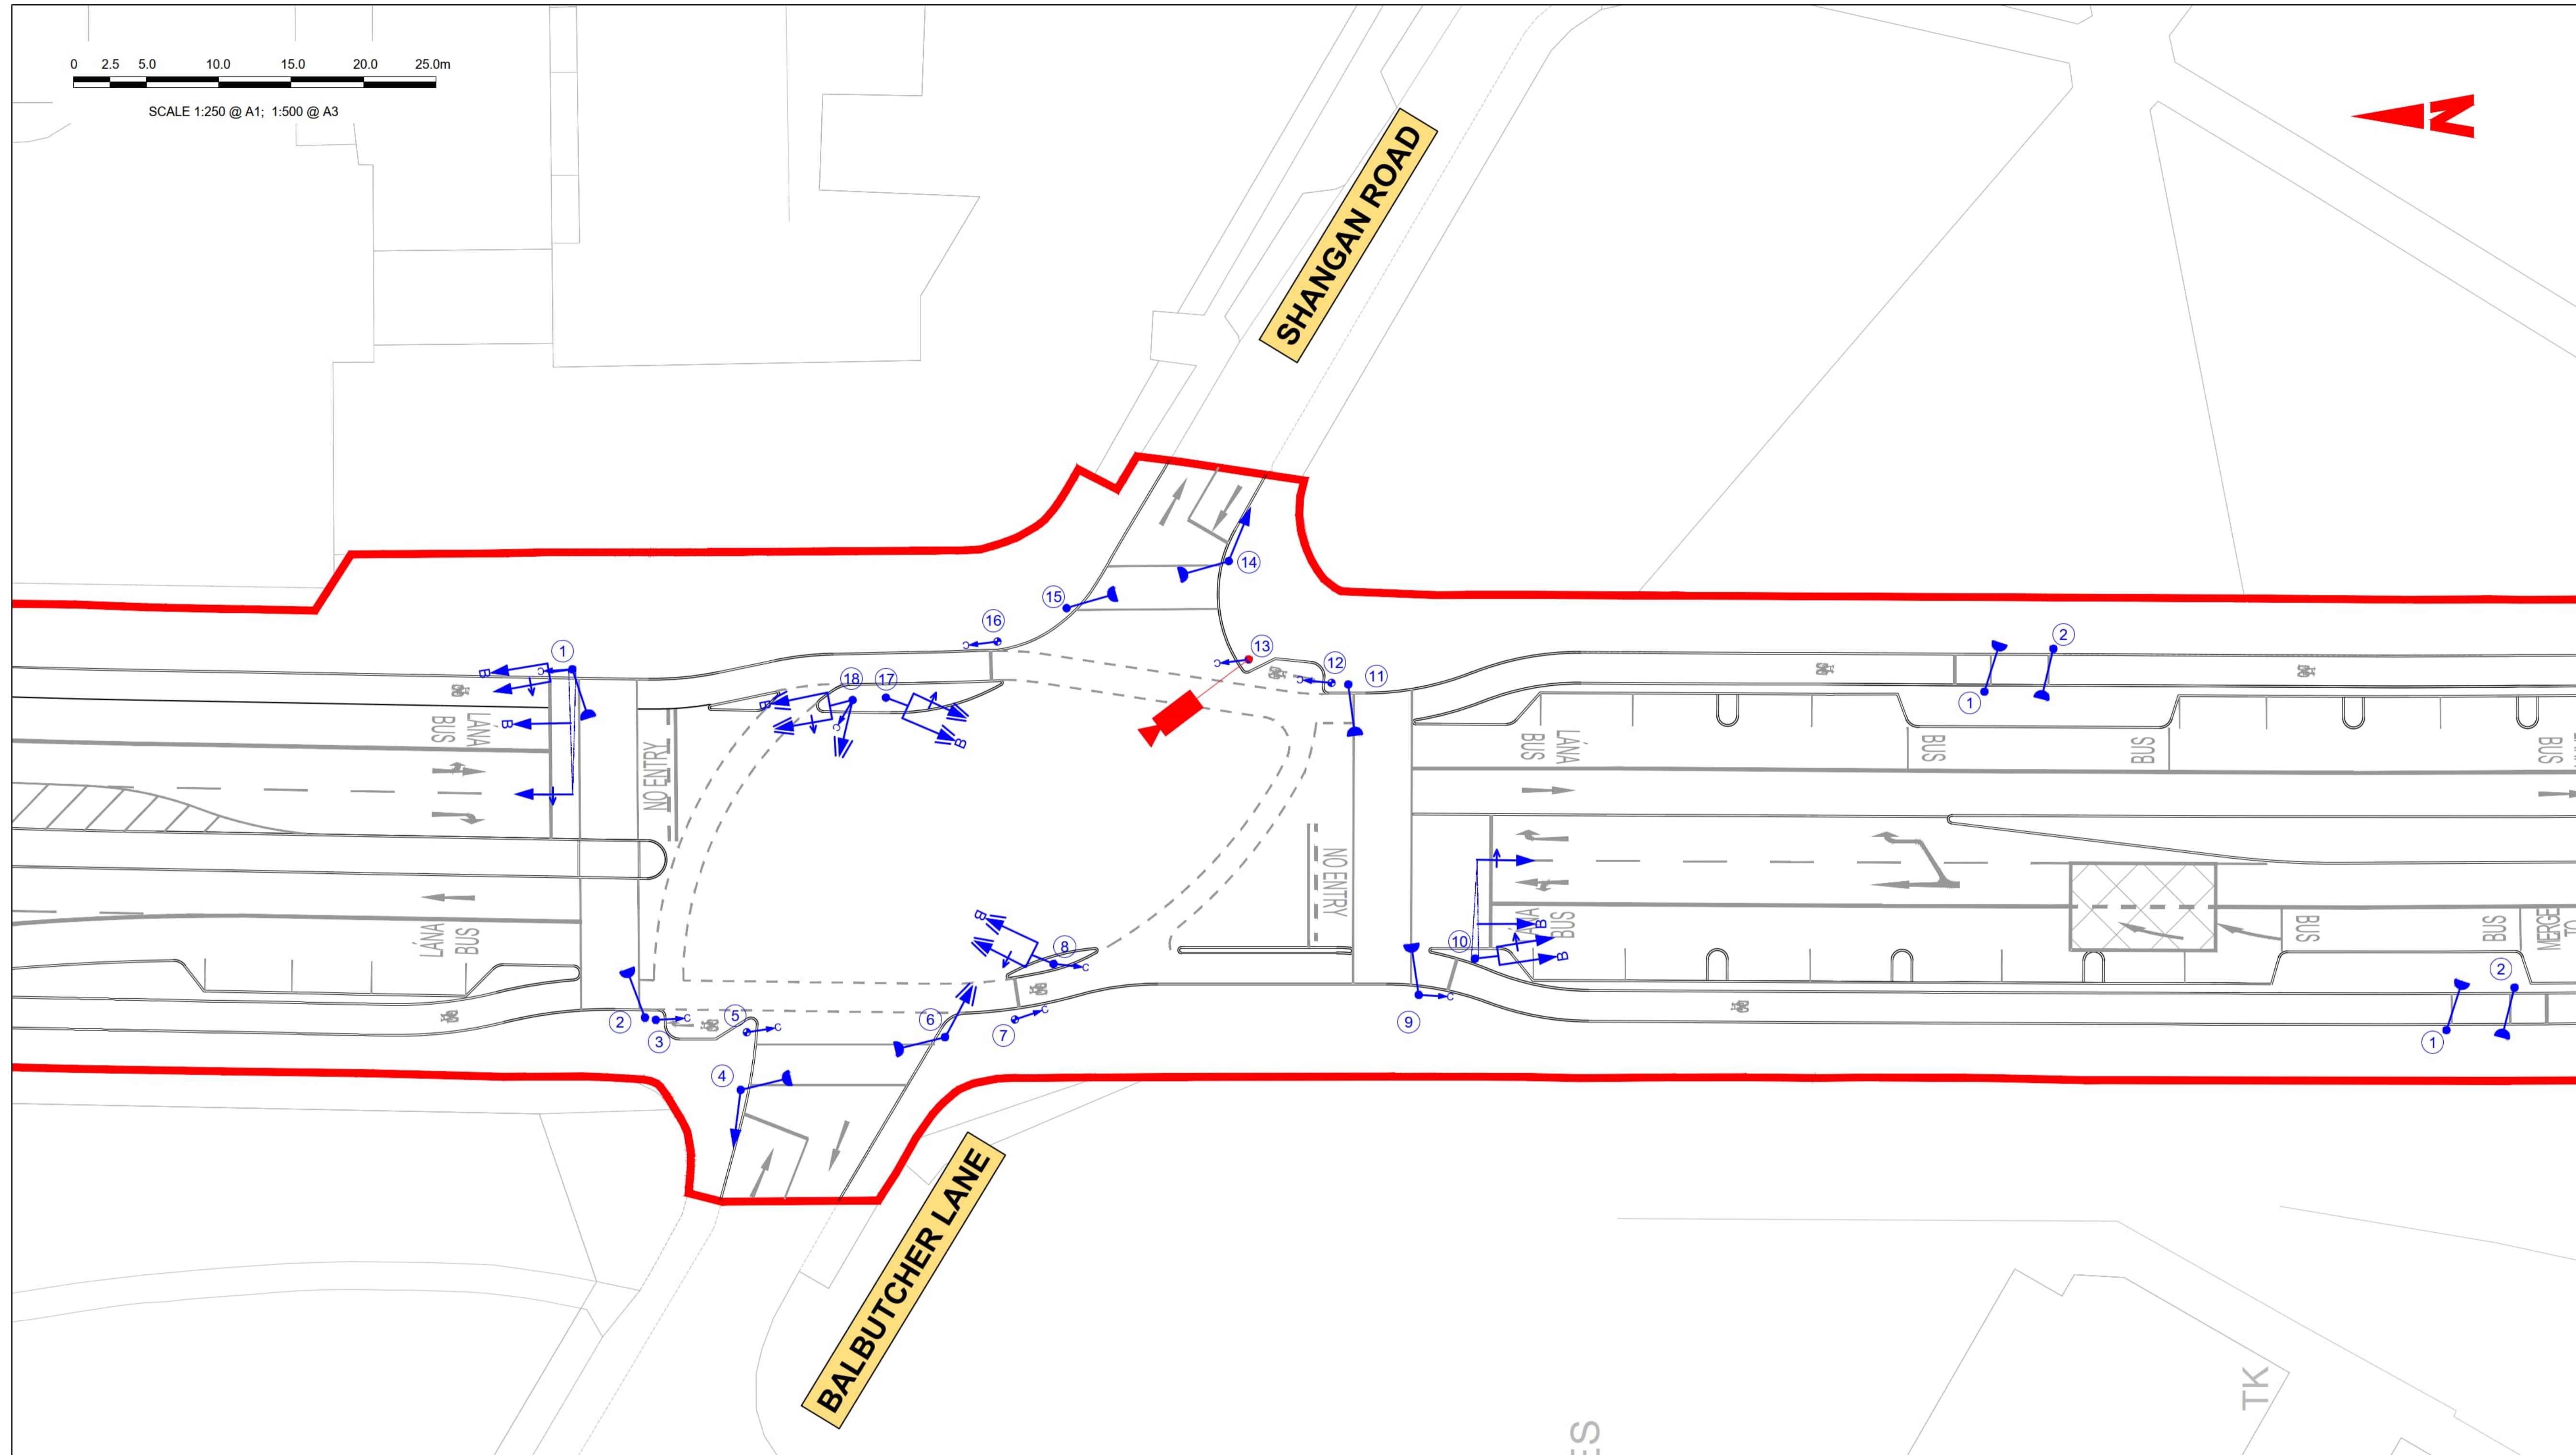 0 2.5 5.0 10.0 15.0 20.0 25.0m
SCALE 1:250 @ A1; 1:500 @ A3
N
SHANGAN ROAD
14
15
16
13
12
11
2
1
1
18
17
C
C
C
C
C
B
B
B
B
LÁNA
BUS
NO ENTRY
LÁNA
BUS
BUS
BUS
BUS
NO ENTRY
LÁNA
BUS
B
8
C
10
B
B
BUS
BUS
BUS
MERGE
TO
2
3
C
5
C
6
7
C
9
C
1
2
4
BALBUTCHER LANE
TK
ES